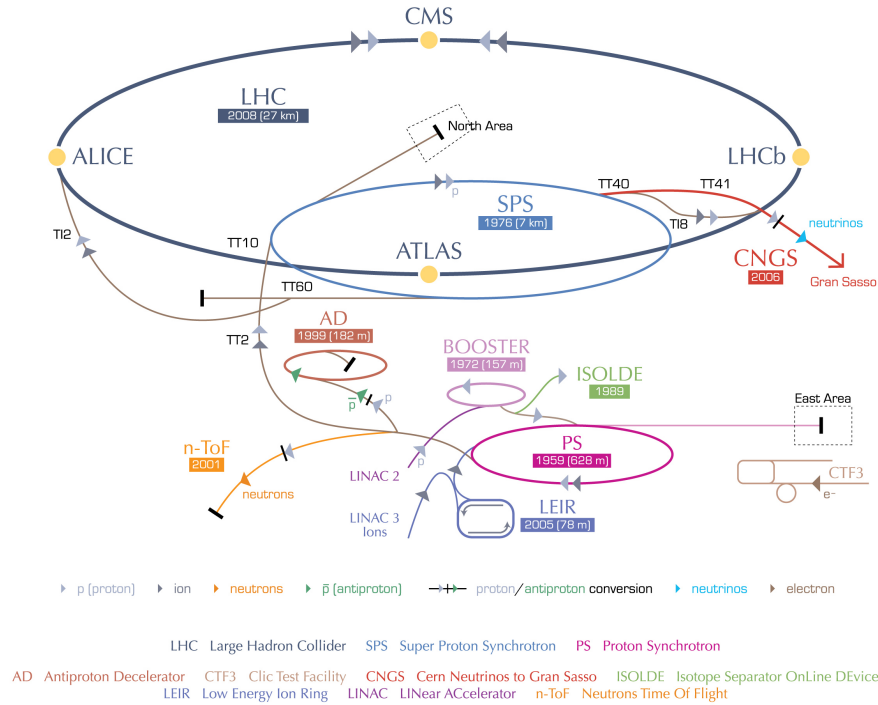 CMS
LHC
2008 (27 km)
North Area
ALICE
LHCb
TT40
TT41
SPS
1976 (7 km)
p
TI8
neutrinos
TI2
TT10
ATLAS
CNGS
2006
Gran Sasso
TT60
AD
1999 (182 m)
TT2
BOOSTER
1972 (157 m)
ISOLDE
1989
p̅
p
East Area
n-ToF
2001
PS
1959 (628 m)
p
LINAC 2
neutrons
CTF3
e-
LEIR
2005 (78 m)
LINAC 3
Ions
p (proton) ion neutrons p̅ (antiproton) proton/antiproton conversion neutrinos electron
LHC Large Hadron Collider SPS Super Proton Synchrotron PS Proton Synchrotron
AD Antiproton Decelerator CTF3 Clic Test Facility CNGS Cern Neutrinos to Gran Sasso ISOLDE Isotope Separator OnLine DEvice
LEIR Low Energy Ion Ring LINAC LINear ACcelerator n-ToF Neutrons Time Of Flight